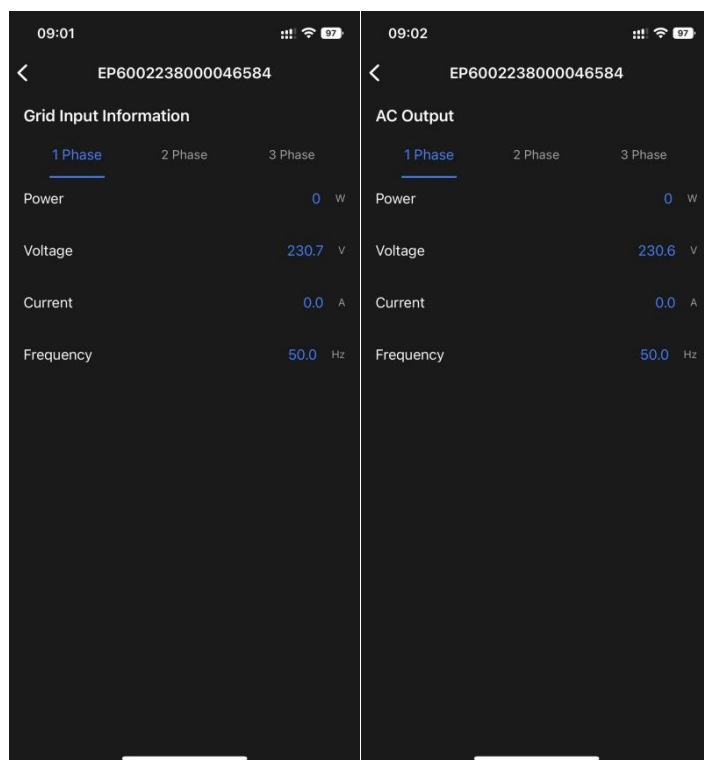 09:01
97
EP6002238000046584
Grid Input Information
1 Phase 2 Phase 3 Phase
Power 0 W
Voltage 230.7 V
Current 0.0 A
Frequency 50.0 Hz
09:02
97
EP6002238000046584
AC Output
1 Phase 2 Phase 3 Phase
Power 0 W
Voltage 230.6 V
Current 0.0 A
Frequency 50.0 Hz